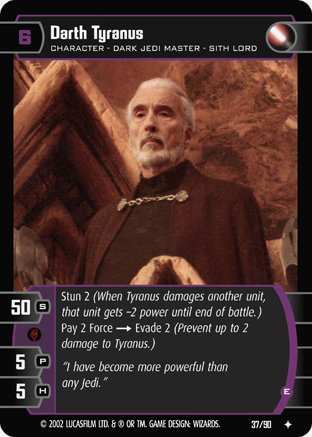 6 Darth Tyranus
CHARACTER - DARK JEDI MASTER - SITH LORD
Stun 2 (When Tyranus damages another unit,
50 S that unit gets -2 power until end of battle.)
Pay 2 Force → Evade 2 (Prevent up to 2
5 P damage to Tyranus.)
"I have become more powerful than
5 H any Jedi."
E
© 2002 LUCASFILM LTD. & ® OR TM. GAME DESIGN: WIZARDS. 37/90